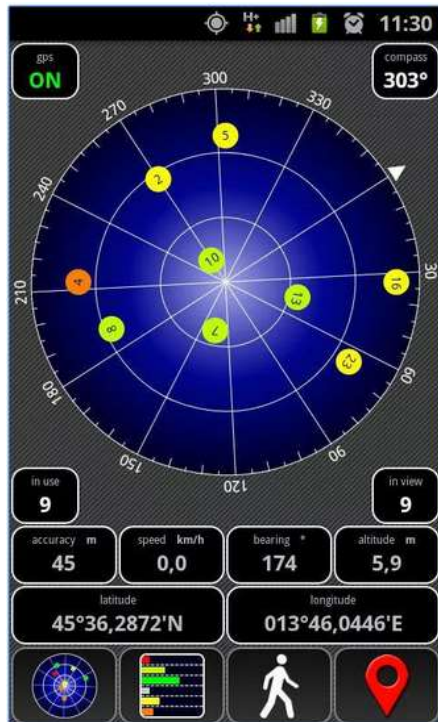 H+ 11:30
gps
ON
compass
303°
300
270
330
5
2
240
10
4
16
30
210
13
8
7
23
180
60
150
90
120
in use
9
in view
9
accuracy m
45
speed km/h
0,0
bearing °
174
altitude m
5,9
latitude
45°36,2872'N
longitude
013°46,0446'E